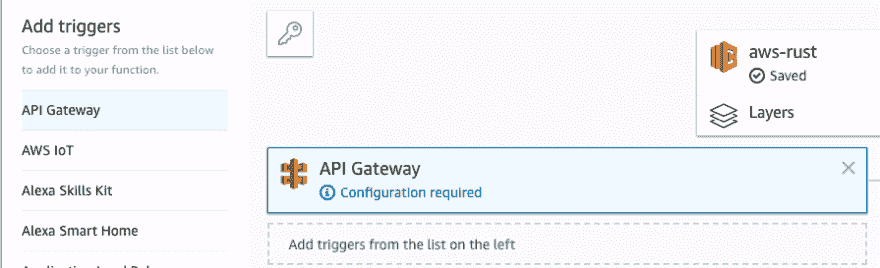 Add triggers
Choose a trigger from the list below
to add it to your function.
API Gateway
AWS IoT
Alexa Skills Kit
Alexa Smart Home
aws-rust
Saved
Layers
API Gateway
Configuration required
Add triggers from the list on the left